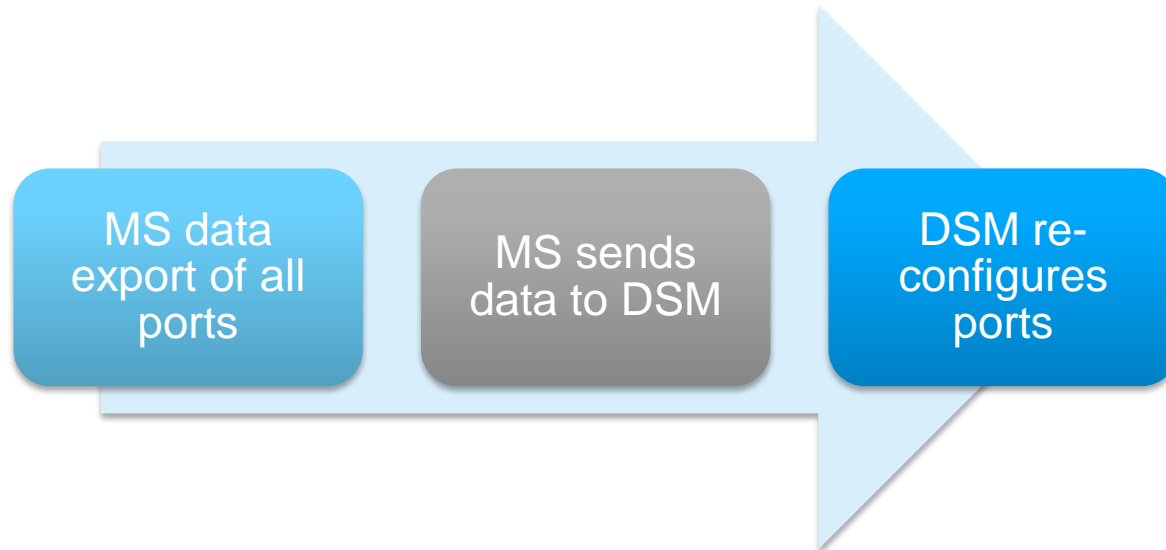 MS data
export of all
ports
MS sends
data to DSM
DSM re-
configures
ports